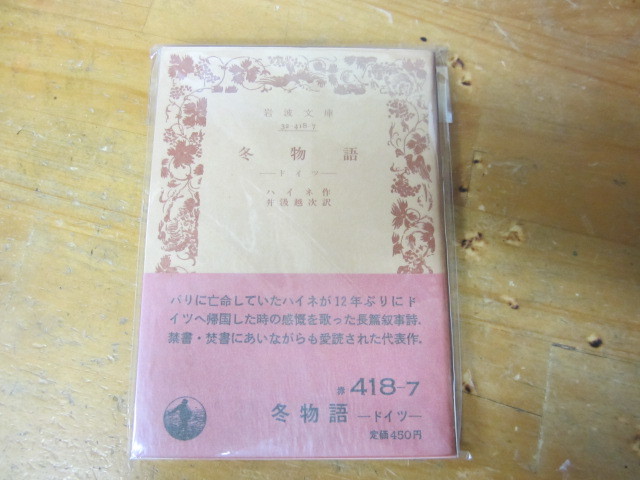 岩波文庫
32-418-7
冬物語
―ドイツ―
ハイネ作
井汲越次訳
パリに亡命していたハイネが12年ぶりにド
イツへ帰国した時の感慨を歌った長篇叙事詩.
禁書・焚書にあいながらも愛読された代表作.
赤 418-7
冬物語 ―ドイツ―
定価450円